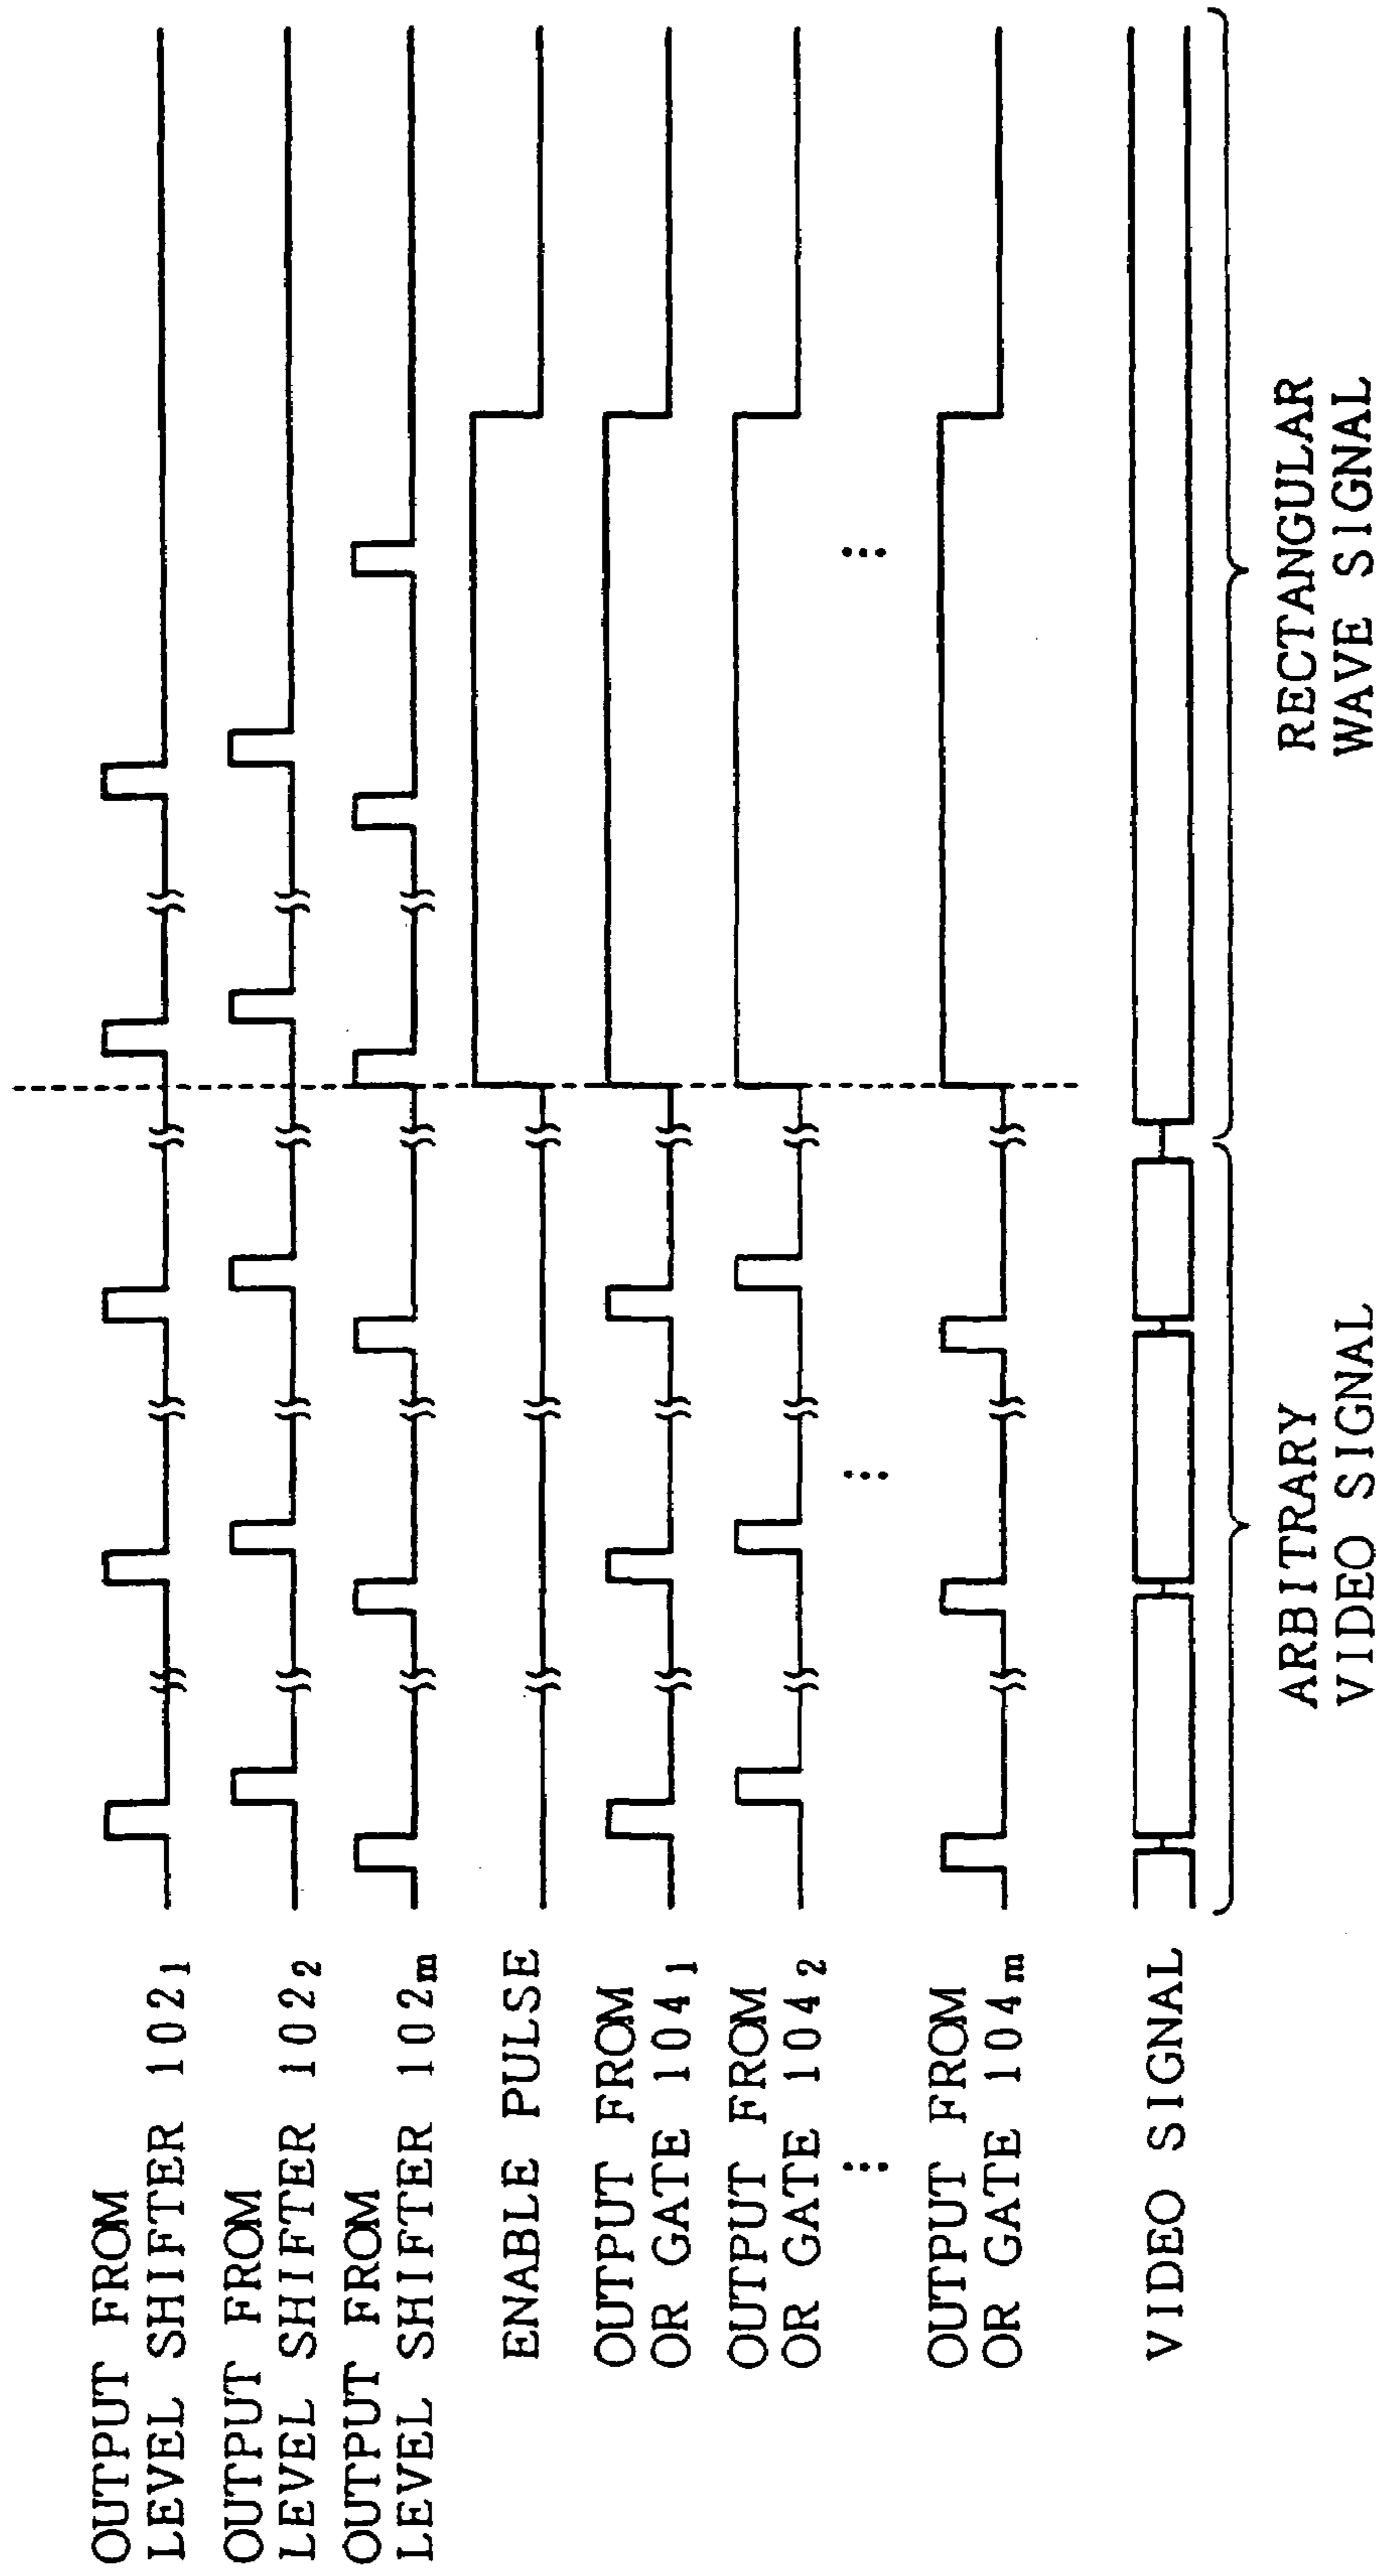 OUTPUT FROM
LEVEL SHIFTER 102₁
OUTPUT FROM
LEVEL SHIFTER 102₂
OUTPUT FROM
LEVEL SHIFTER 102ₘ
ENABLE PULSE
OUTPUT FROM
OR GATE 104₁
OUTPUT FROM
OR GATE 104₂
OUTPUT FROM
OR GATE 104ₘ
VIDEO SIGNAL
ARBITRARY
VIDEO SIGNAL
RECTANGULAR
WAVE SIGNAL